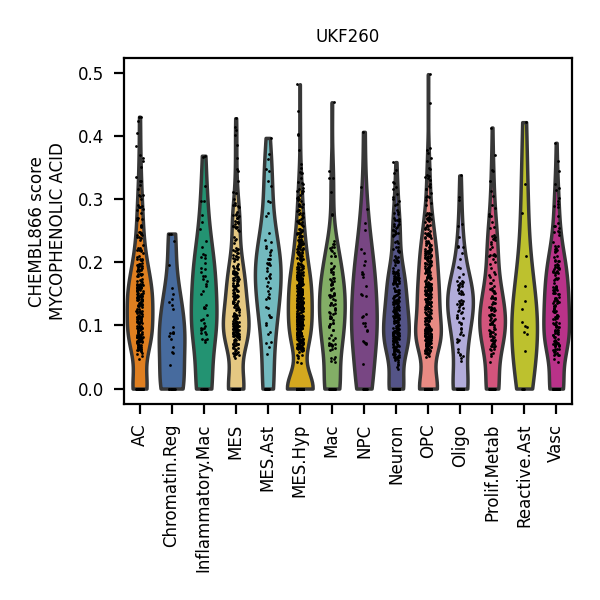 UKF260
CHEMBL866 score
MYCOPHENOLIC ACID
0.5
0.4
0.3
0.2
0.1
0.0
AC
Chromatin.Reg
Inflammatory.Mac
MES
MES.Ast
MES.Hyp
Mac
NPC
Neuron
OPC
Oligo
Prolif.Metab
Reactive.Ast
Vasc